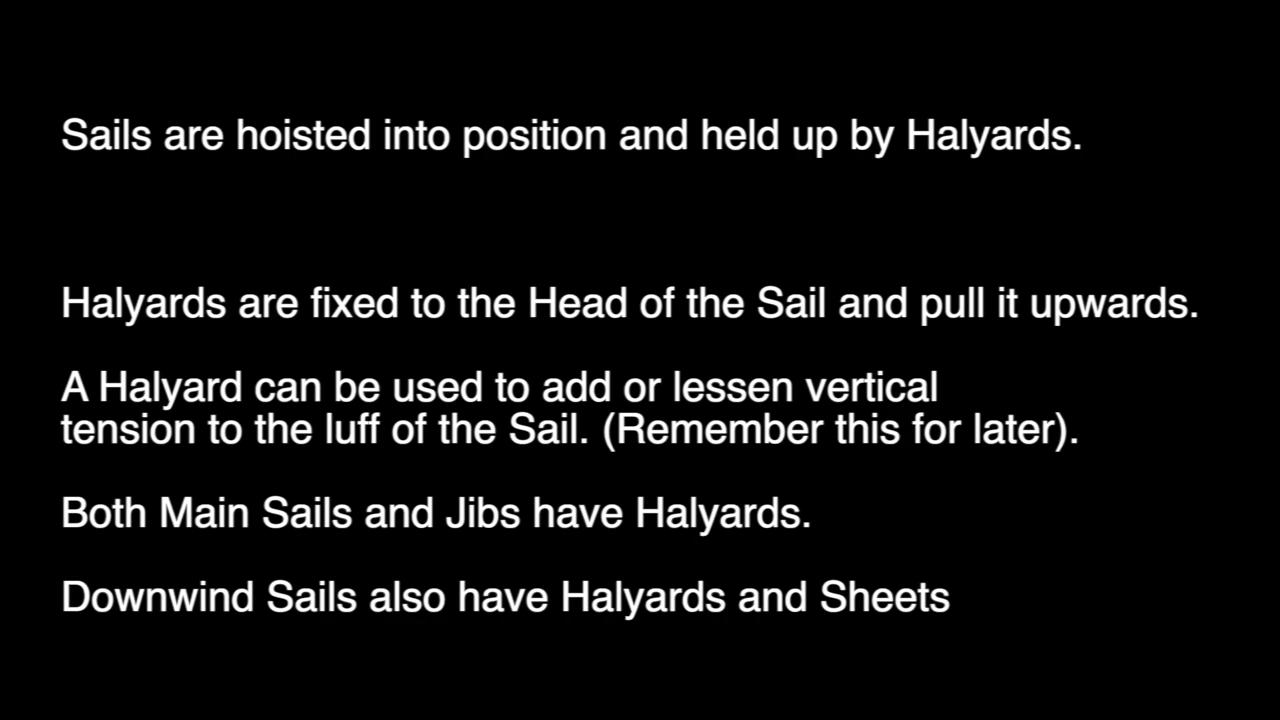 Sails are hoisted into position and held up by Halyards.
Halyards are fixed to the Head of the Sail and pull it upwards.
A Halyard can be used to add or lessen vertical
tension to the luff of the Sail. (Remember this for later).
Both Main Sails and Jibs have Halyards.
Downwind Sails also have Halyards and Sheets